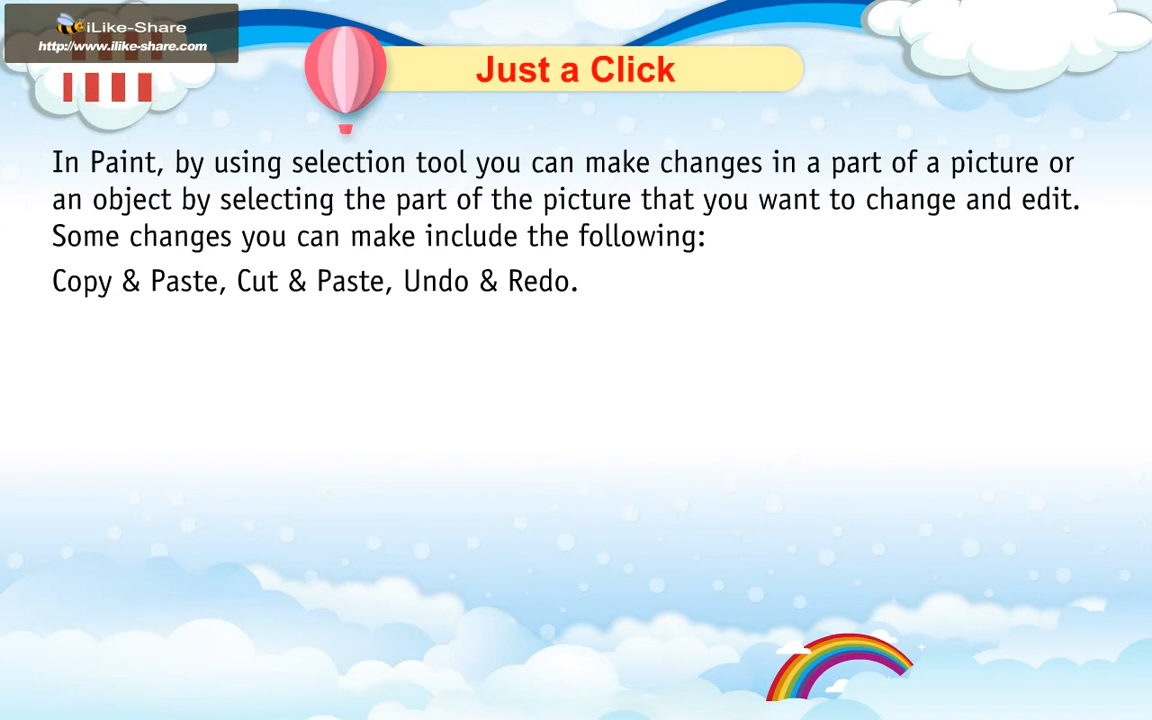 iLike-Share
http://www.ilike-share.com
Just a Click
In Paint, by using selection tool you can make changes in a part of a picture or
an object by selecting the part of the picture that you want to change and edit.
Some changes you can make include the following:
Copy & Paste, Cut & Paste, Undo & Redo.